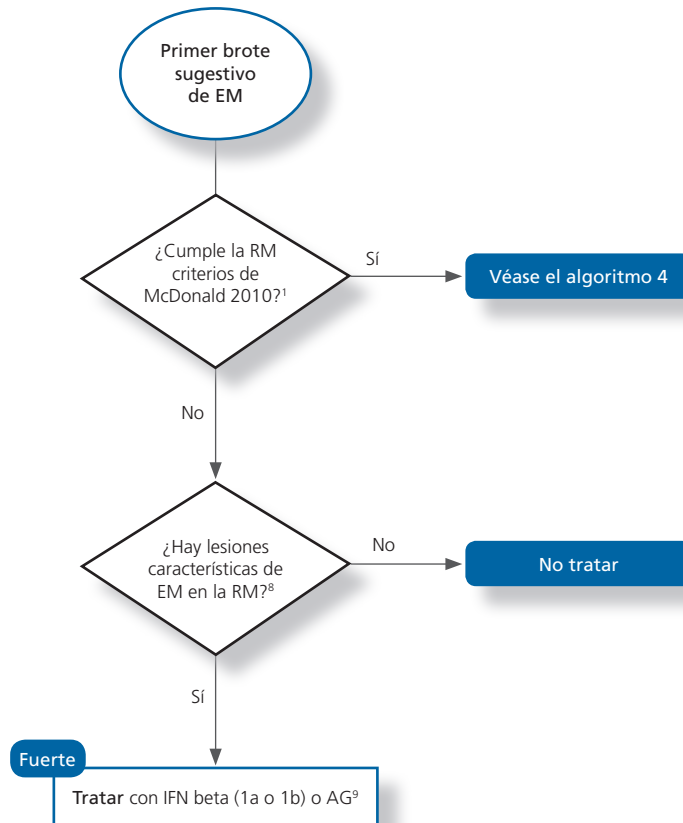 Primer brote
sugestivo
de EM
¿Cumple la RM
criterios de
McDonald 2010?¹
Sí
Véase el algoritmo 4
No
¿Hay lesiones
características de
EM en la RM?⁸
No
No tratar
Sí
Fuerte
Tratar con IFN beta (1a o 1b) o AG⁹